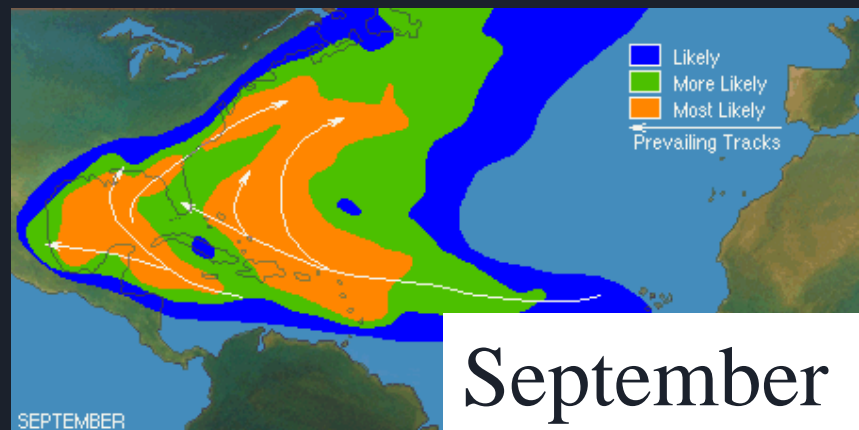 Likely
More Likely
Most Likely
Prevailing Tracks
September
SEPTEMBER